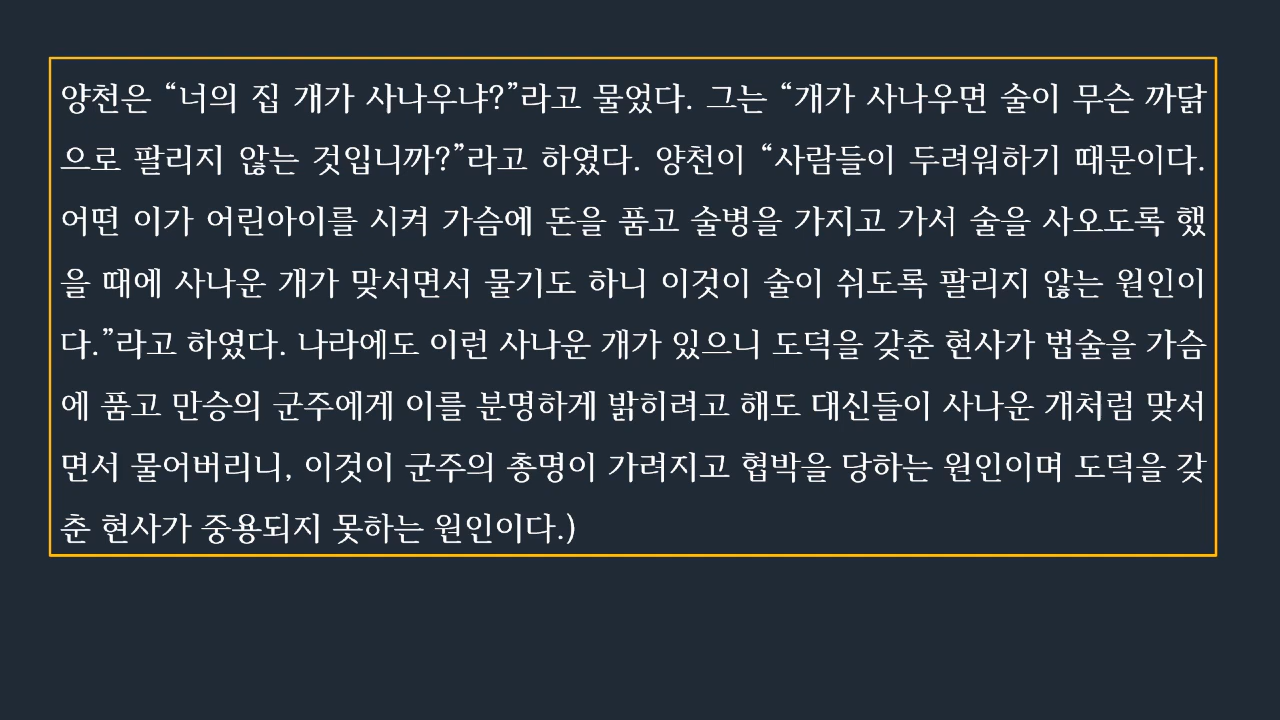 양천은 “너의 집 개가 사나우냐?”라고 물었다. 그는 “개가 사나우면 술이 무슨 까닭
으로 팔리지 않는 것입니까?”라고 하였다. 양천이 “사람들이 두려워하기 때문이다.
어떤 이가 어린아이를 시켜 가슴에 돈을 품고 술병을 가지고 가서 술을 사오도록 했
을 때에 사나운 개가 맞서면서 물기도 하니 이것이 술이 쉬도록 팔리지 않는 원인이
다.”라고 하였다. 나라에도 이런 사나운 개가 있으니 도덕을 갖춘 현사가 법술을 가슴
에 품고 만승의 군주에게 이를 분명하게 밝히려고 해도 대신들이 사나운 개처럼 맞서
면서 물어버리니, 이것이 군주의 총명이 가려지고 협박을 당하는 원인이며 도덕을 갖
춘 현사가 중용되지 못하는 원인이다.)